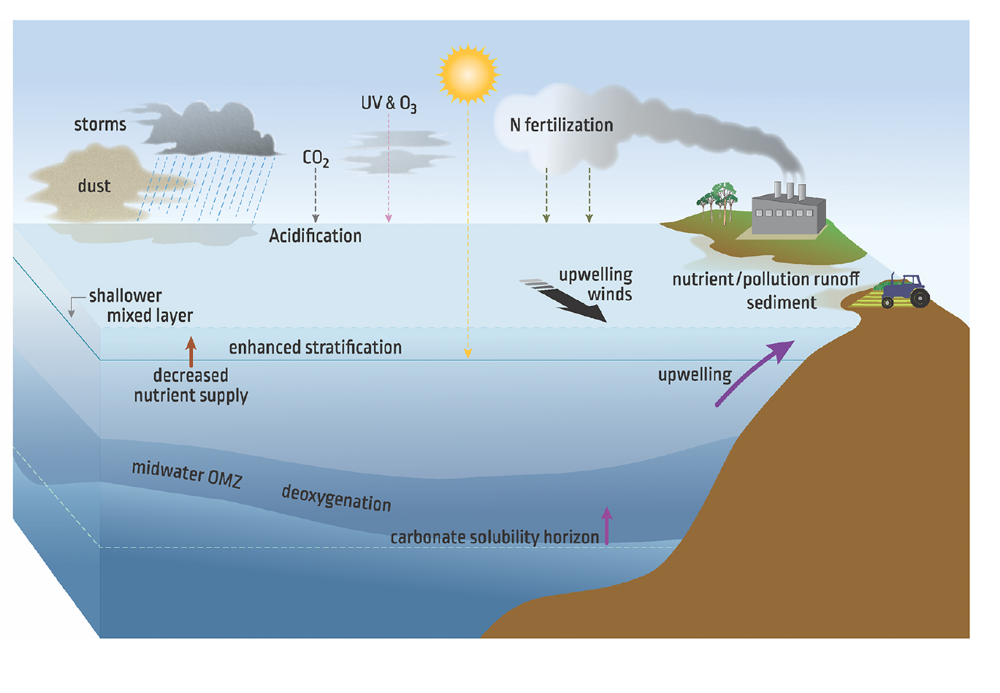 UV & O₃
storms
N fertilization
CO₂
dust
Acidification
upwelling
winds
nutrient/pollution runoff
sediment
shallower
mixed layer
enhanced stratification
decreased
nutrient supply
upwelling
midwater OMZ
deoxygenation
carbonate solubility horizon